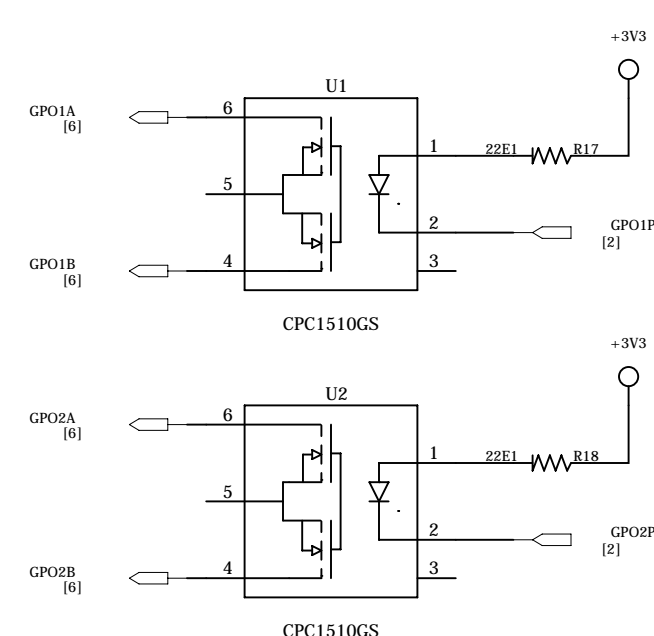 +3V3
U1
GPO1A
[6]
6
1
22E1
R17
5
2
GPO1P
[2]
GPO1B
[6]
4
3
CPC1510GS
+3V3
U2
GPO2A
[6]
6
1
22E1
R18
5
2
GPO2P
[2]
GPO2B
[6]
4
3
CPC1510GS